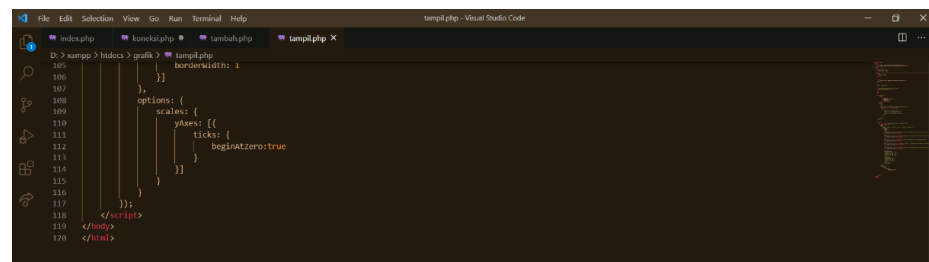 File Edit Selection View Go Run Terminal Help tampil.php - Visual Studio Code
index.php koneksi.php tambah.php tampil.php
D: > xampp > htdocs > grafik > tampil.php
105 borderWidth: 1
106 }]
107 },
108 options: {
109 scales: {
110 yAxes: [{
111 ticks: {
112 beginAtZero:true
113 }
114 }]
115 }
116 }
117 });
118 </script>
119 </body>
120 </html>